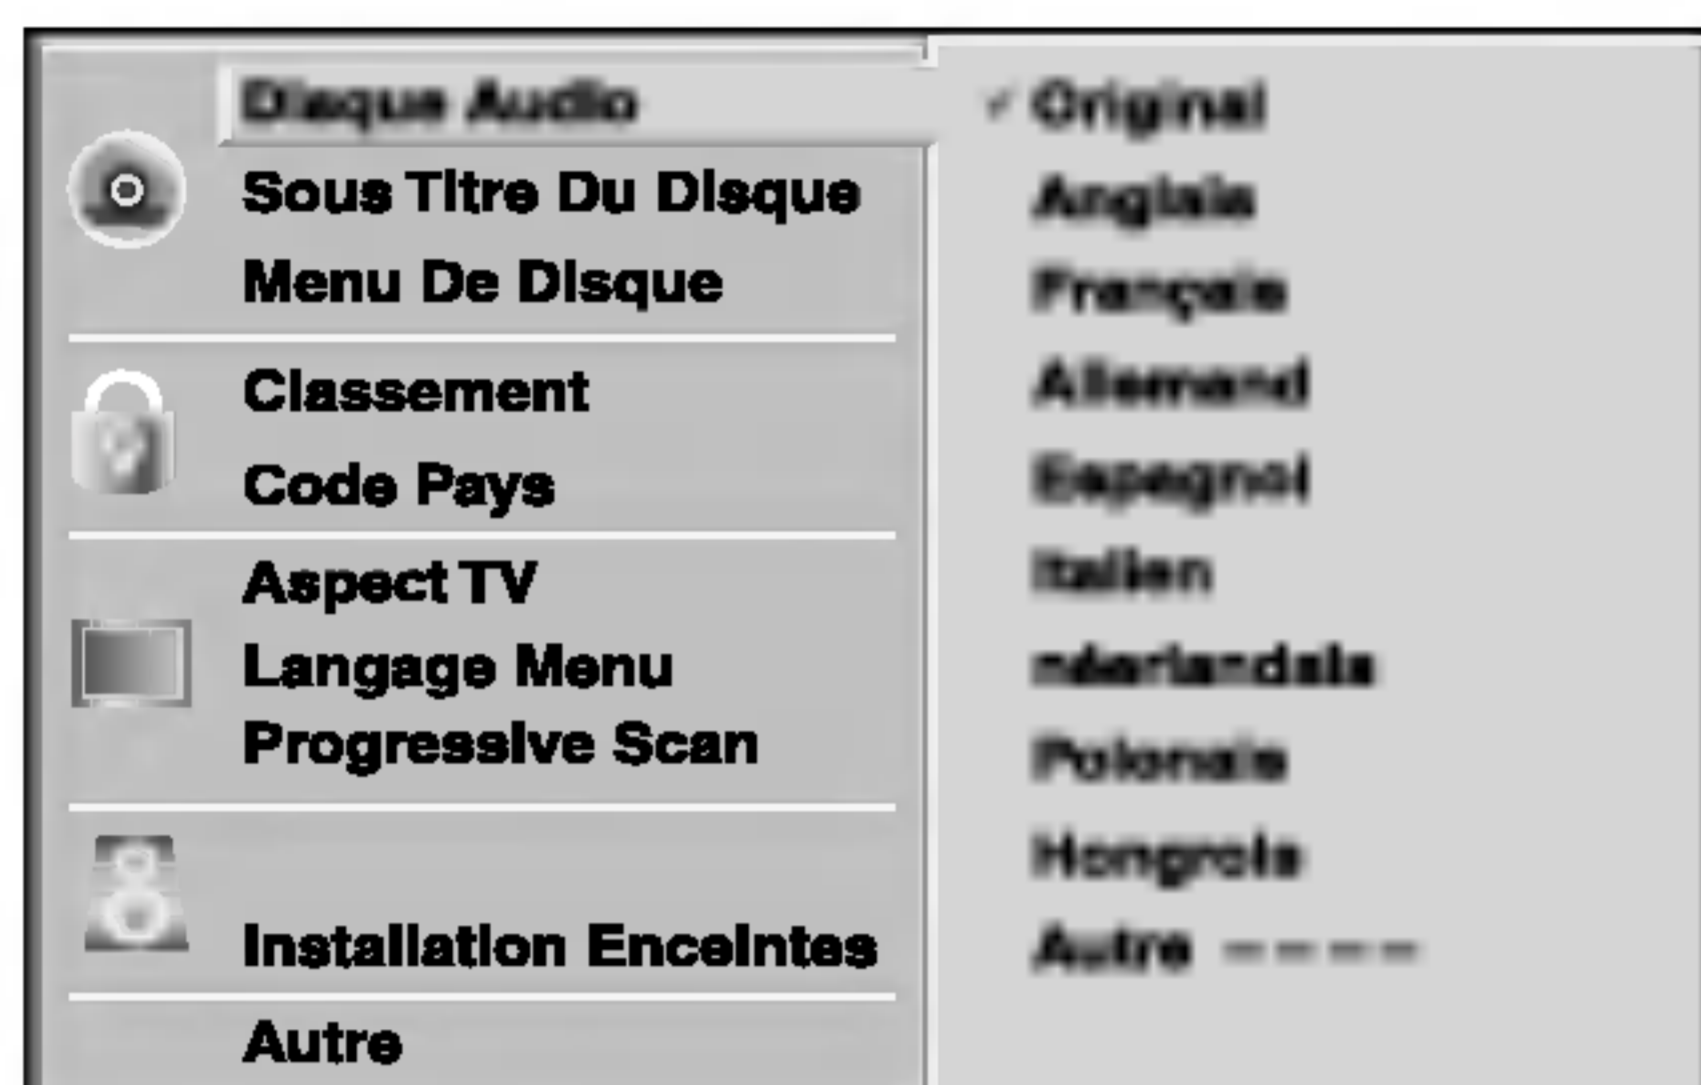 Disque Audio
Sous Titre Du Disque
Menu De Disque
Classement
Code Pays
Aspect TV
Langage Menu
Progressive Scan
Installation Enceintes
Autre
✓ Original
Anglais
Français
Allemand
Espagnol
Italien
néerlandais
Polonais
Hongrois
Autre – – – –